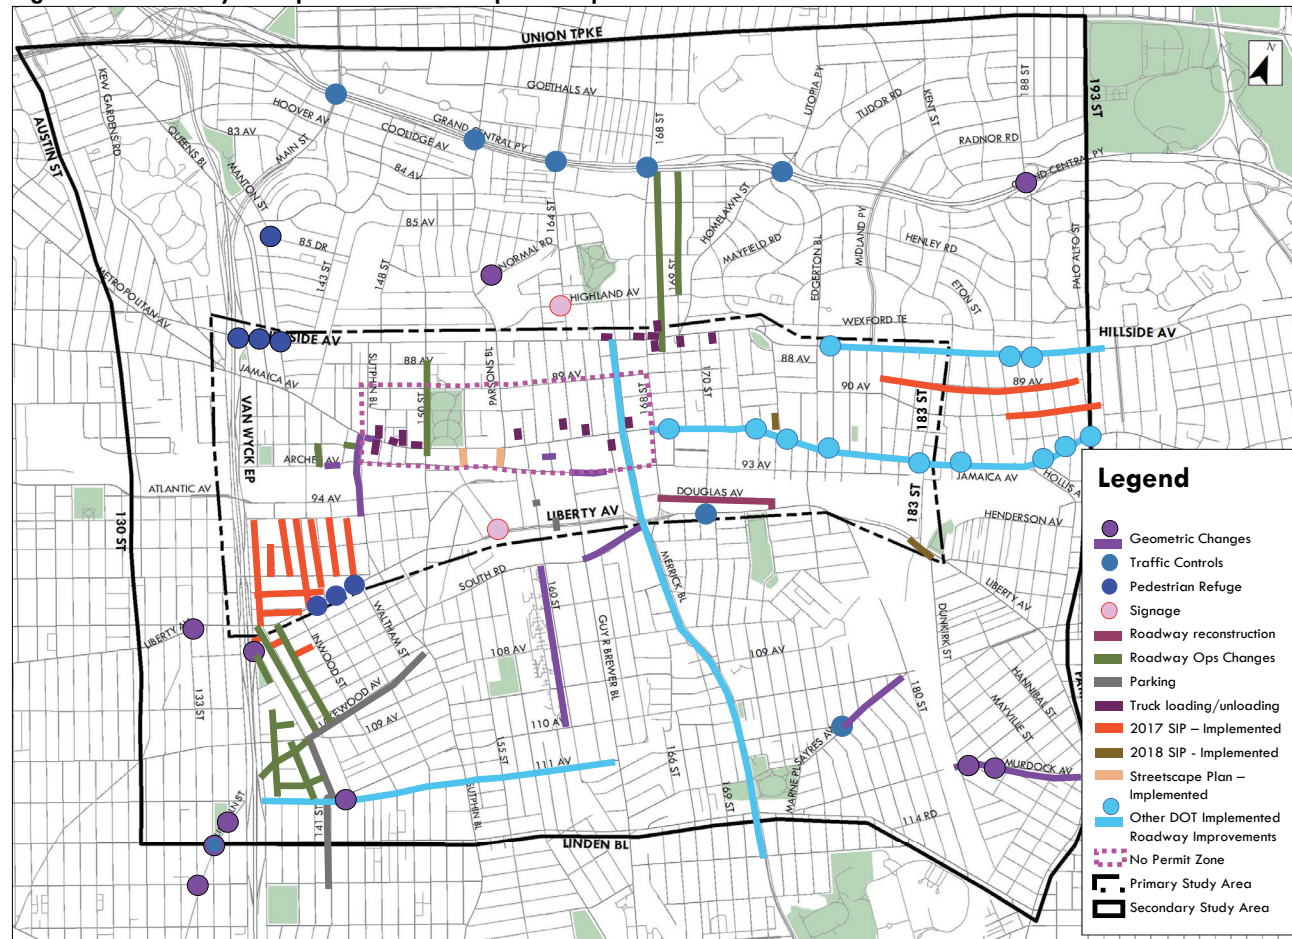 UNION TPKE
N
KEW GARDENS RD
GOETHALS AV
UTOPIA PY
188 ST
193 ST
HOOVER AV
TUDOR RD
KENT ST
AUSTIN ST
QUEENS BL
83 AV
MAIN ST
COOLIDGE AV
GRAND CENTRAL PY
168 ST
RADNOR RD
84 AV
MANTON ST
85 AV
164 ST
HOMELAWN ST
85 DR
NORMAL RD
MAYFIELD RD
HENLEY RD
MIDLAND PY
EDGERTON BL
PALO ALTO ST
METROPOLITAN AV
143 ST
148 ST
169 ST
ETON ST
HIGHLAND AV
WEXFORD TE
SIDE AV
HILLSIDE AV
JAMAICA AV
SUTPHIN BL
88 AV
PARSONS BL
89 AV
170 ST
88 AV
90 AV
89 AV
VAN WYCK EP
150 ST
168 ST
183 ST
ARCHER AV
93 AV
JAMAICA AV
HOLLIS A
ATLANTIC AV
94 AV
DOUGLAS AV
183 ST
130 ST
LIBERTY AV
HENDERSON AV
SOUTH RD
MERRICK BL
LIBERTY AV
160 ST
WALTHAM ST
GUY R BREWER BL
DUNKIRK ST
LIBERTY AV
INWOOD ST
108 AV
109 AV
HANNIBAL ST
133 ST
LAKEWOOD AV
180 ST
MAYVILLE ST
109 AV
110 AV
155 ST
166 ST
SAYRES AV
111 AV
MURDOCK AV
MARNE PL
169 ST
SUTPHIN BL
141 ST
114 RD
LINDEN BL
Legend
Geometric Changes
Traffic Controls
Pedestrian Refuge
Signage
Roadway reconstruction
Roadway Ops Changes
Parking
Truck loading/unloading
2017 SIP – Implemented
2018 SIP - Implemented
Streetscape Plan –
Implemented
Other DOT Implemented
Roadway Improvements
No Permit Zone
Primary Study Area
Secondary Study Area